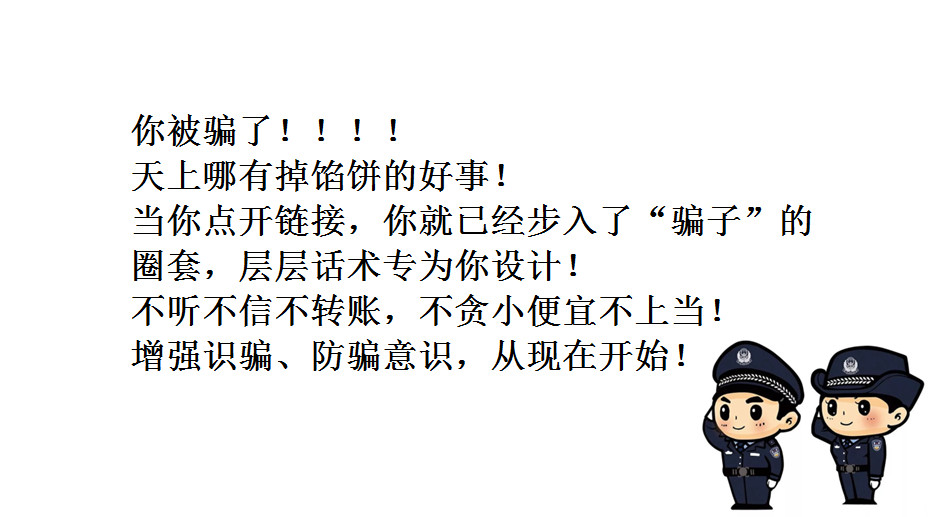 你被骗了！！！！
天上哪有掉馅饼的好事！
当你点开链接，你就已经步入了“骗子”的
圈套，层层话术专为你设计！
不听不信不转账，不贪小便宜不上当！
增强识骗、防骗意识，从现在开始！